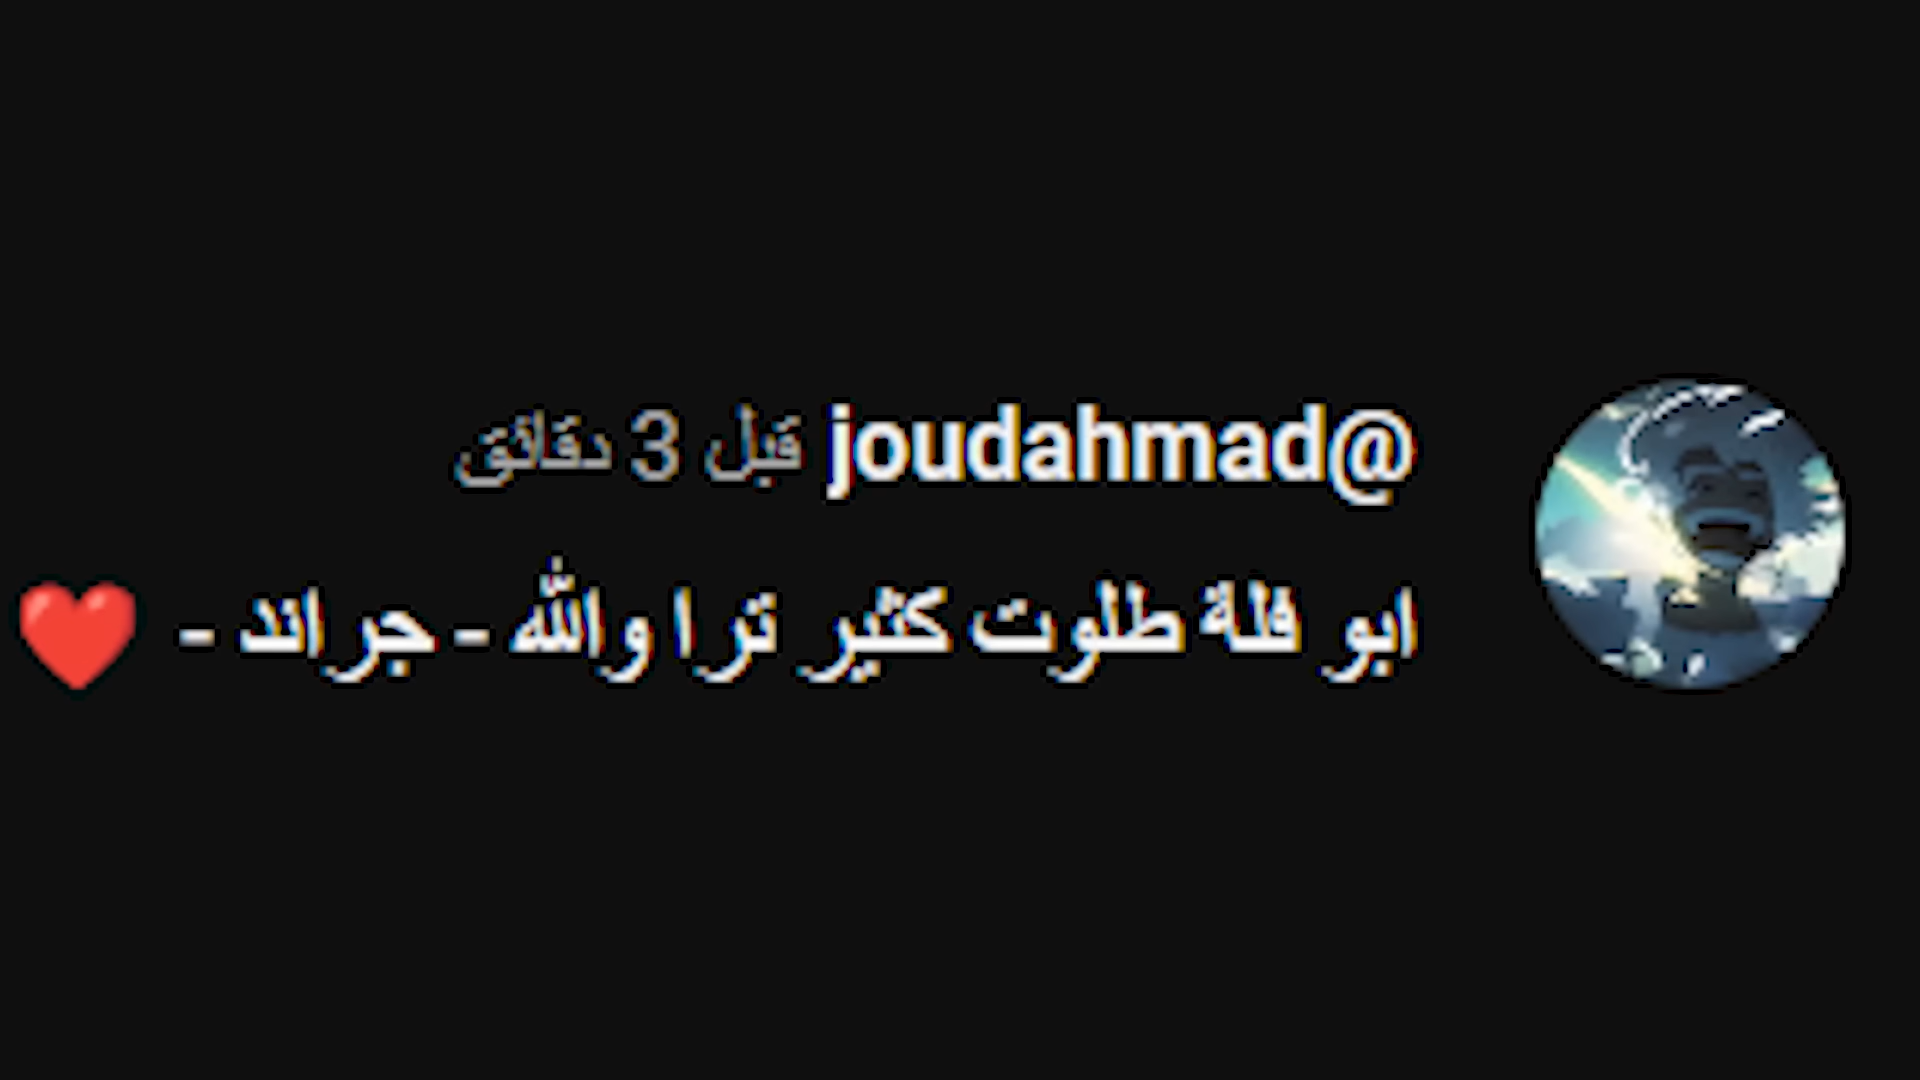 @joudahmad قبل 3 دقائق
ابو فلة طلوت كثير ترا والله - جراند - ❤️